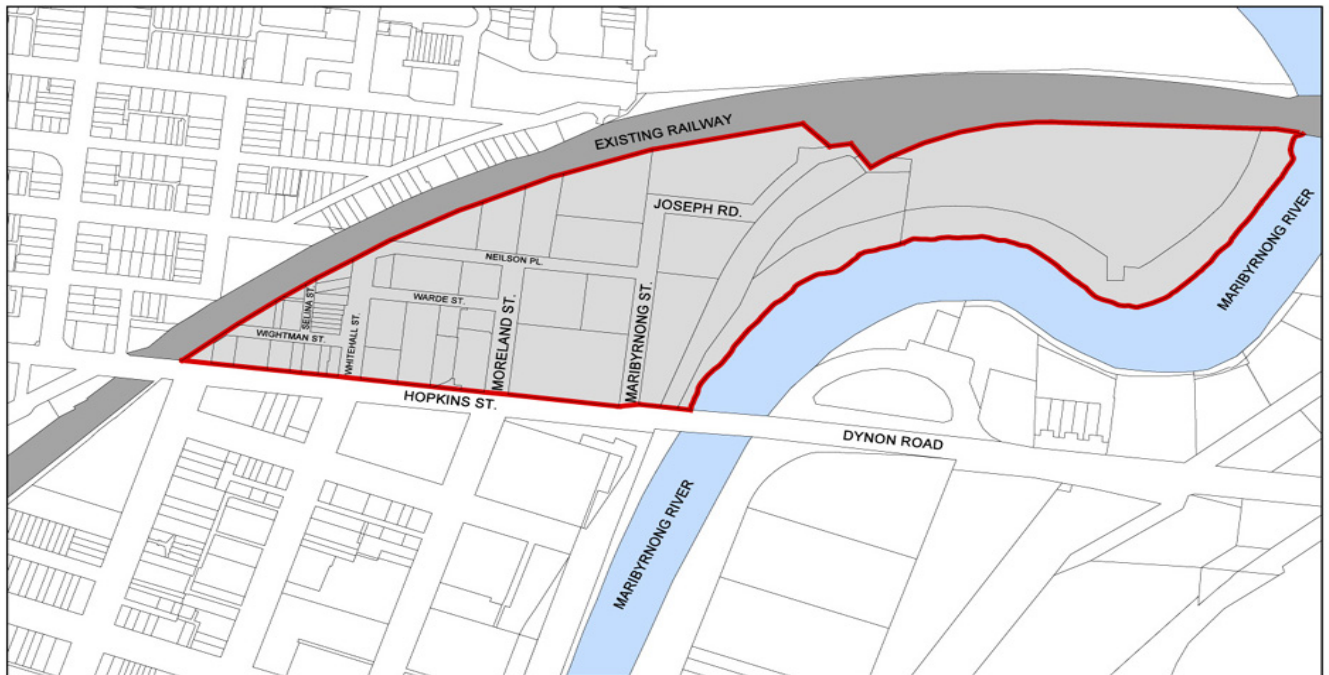 EXISTING RAILWAY
JOSEPH RD.
NEILSON PL.
WARDE ST.
SELINA ST.
WIGHTMAN ST.
WHITEHALL ST.
MORELAND ST.
MARIBYRNONG ST.
MARIBYRNONG RIVER
HOPKINS ST.
DYNON ROAD
MARIBYRNONG RIVER